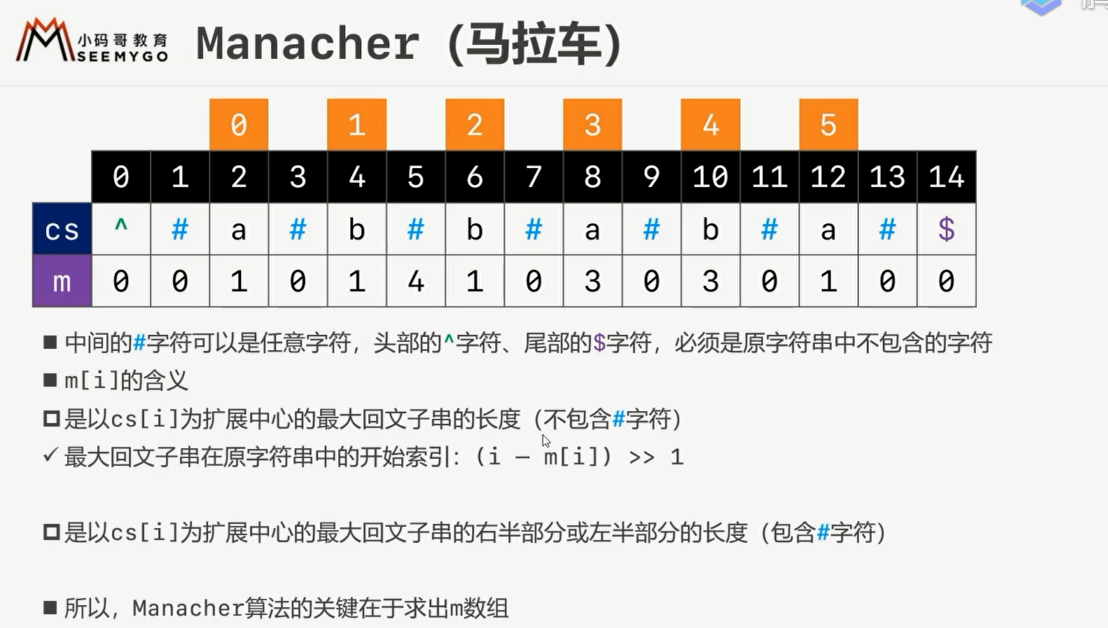 小码哥教育
SEEMYGO
Manacher (马拉车)
0 1 2 3 4 5
0 1 2 3 4 5 6 7 8 9 10 11 12 13 14
cs ^ # a # b # b # a # b # a # $
m 0 0 1 0 1 4 1 0 3 0 3 0 1 0 0
■ 中间的#字符可以是任意字符，头部的^字符、尾部的$字符，必须是原字符串中不包含的字符
■ m[i]的含义
是以cs[i]为扩展中心的最大回文子串的长度（不包含#字符）
✓ 最大回文子串在原字符串中的开始索引：(i – m[i]) >> 1
是以cs[i]为扩展中心的最大回文子串的右半部分或左半部分的长度（包含#字符）
■ 所以，Manacher算法的关键在于求出m数组